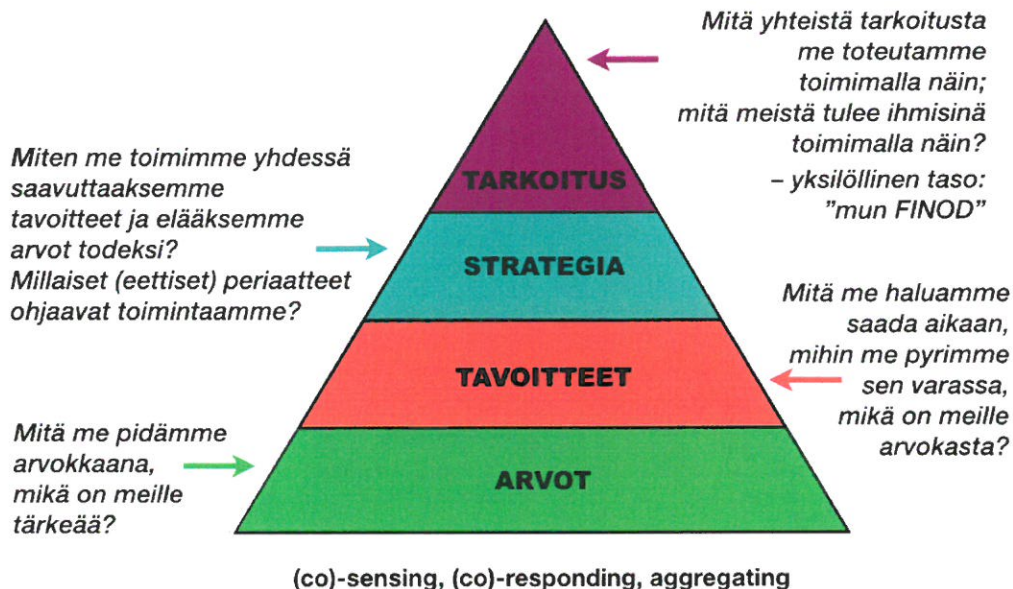 Mitä yhteistä tarkoitusta
me toteutamme
toimimalla näin;
mitä meistä tulee ihmisinä
toimimalla näin?
– yksilöllinen taso:
"mun FINOD"
TARKOITUS
Miten me toimimme yhdessä
saavuttaaksemme
tavoitteet ja elääksemme
arvot todeksi?
Millaiset (eettiset) periaatteet
ohjaavat toimintaamme?
STRATEGIA
Mitä me haluamme
saada aikaan,
mihin me pyrimme
sen varassa,
mikä on meille
arvokasta?
TAVOITTEET
Mitä me pidämme
arvokkaana,
mikä on meille
tärkeää?
ARVOT
(co)-sensing, (co)-responding, aggregating